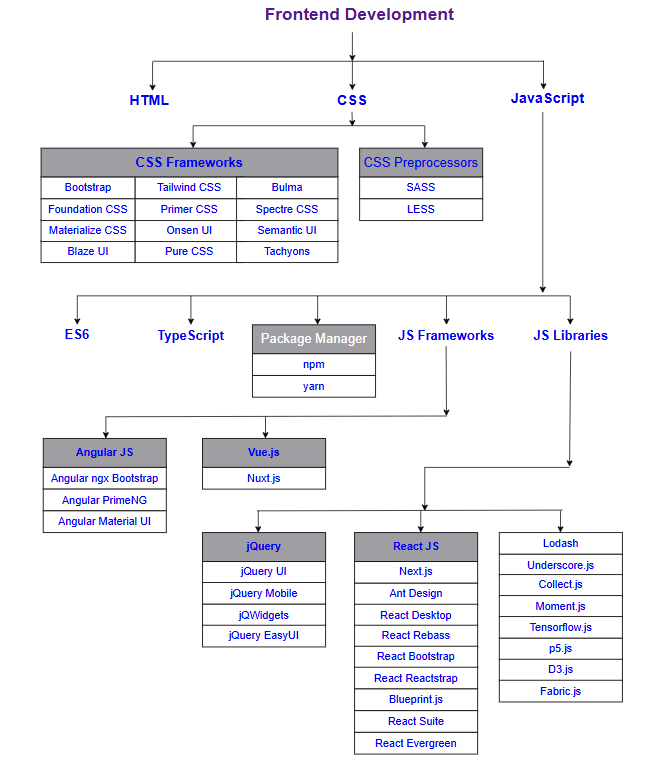 Frontend Development
HTML
CSS
JavaScript
CSS Frameworks
Bootstrap Tailwind CSS Bulma
Foundation CSS Primer CSS Spectre CSS
Materialize CSS Onsen UI Semantic UI
Blaze UI Pure CSS Tachyons
CSS Preprocessors
SASS
LESS
ES6
TypeScript
Package Manager
npm
yarn
JS Frameworks
JS Libraries
Angular JS
Angular ngx Bootstrap
Angular PrimeNG
Angular Material UI
Vue.js
Nuxt.js
jQuery
jQuery UI
jQuery Mobile
jQWidgets
jQuery EasyUI
React JS
Next.js
Ant Design
React Desktop
React Rebass
React Bootstrap
React Reactstrap
Blueprint.js
React Suite
React Evergreen
Lodash
Underscore.js
Collect.js
Moment.js
Tensorflow.js
p5.js
D3.js
Fabric.js